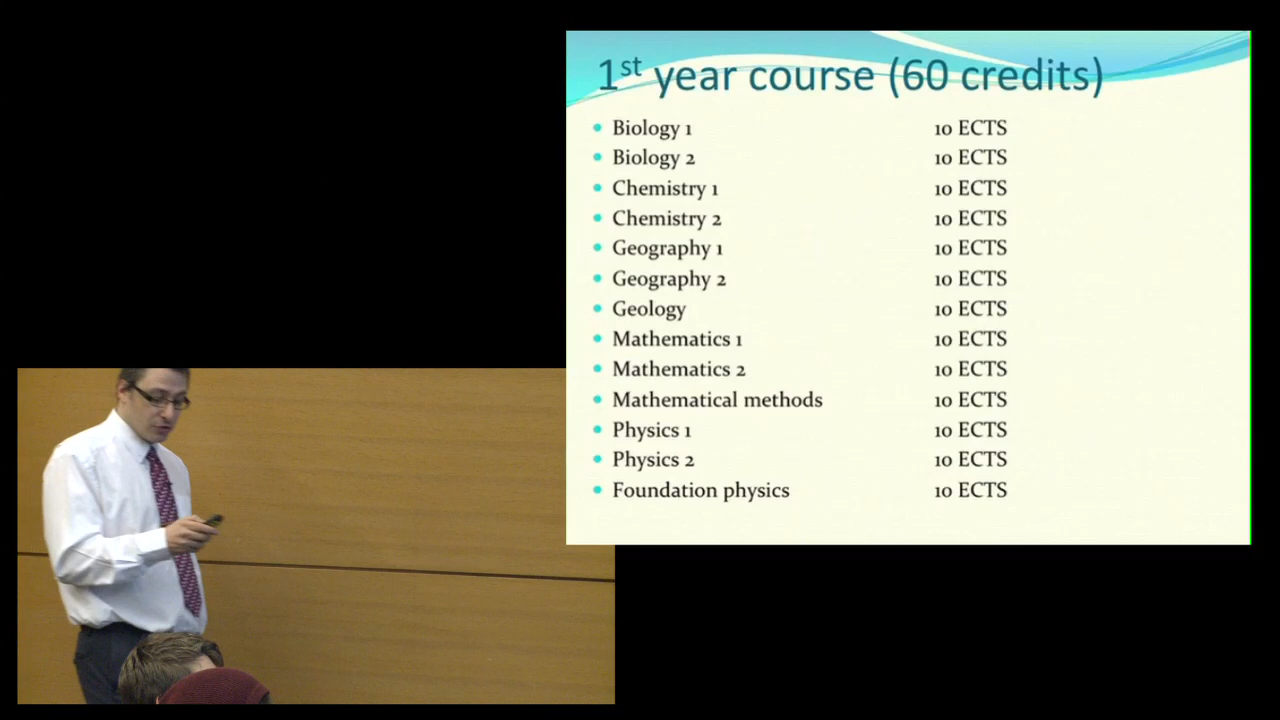 1st year course (60 credits)
• Biology 1 10 ECTS
• Biology 2 10 ECTS
• Chemistry 1 10 ECTS
• Chemistry 2 10 ECTS
• Geography 1 10 ECTS
• Geography 2 10 ECTS
• Geology 10 ECTS
• Mathematics 1 10 ECTS
• Mathematics 2 10 ECTS
• Mathematical methods 10 ECTS
• Physics 1 10 ECTS
• Physics 2 10 ECTS
• Foundation physics 10 ECTS